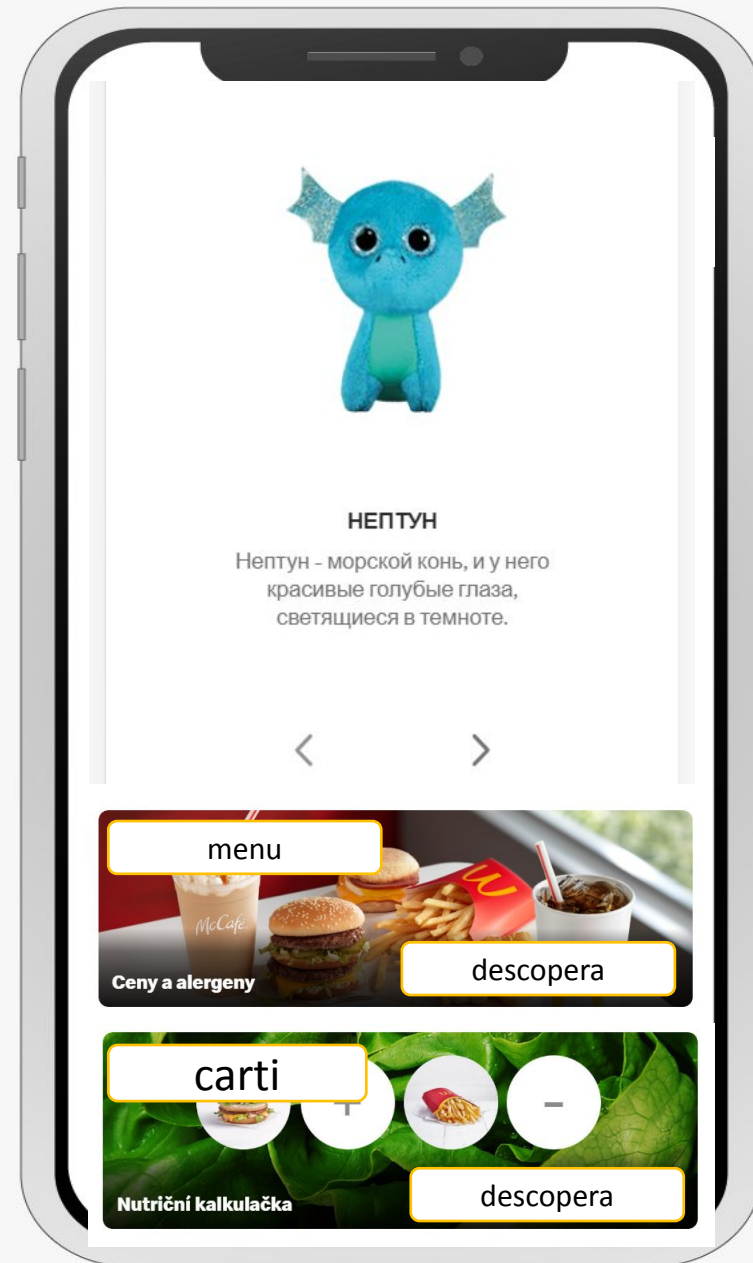 НЕПТУН
Нептун - морской конь, и у него
красивые голубые глаза,
светящиеся в темноте.
menu
McCafé
Ceny a alergeny
descopera
carti
+
-
Nutriční kalkulačka
descopera